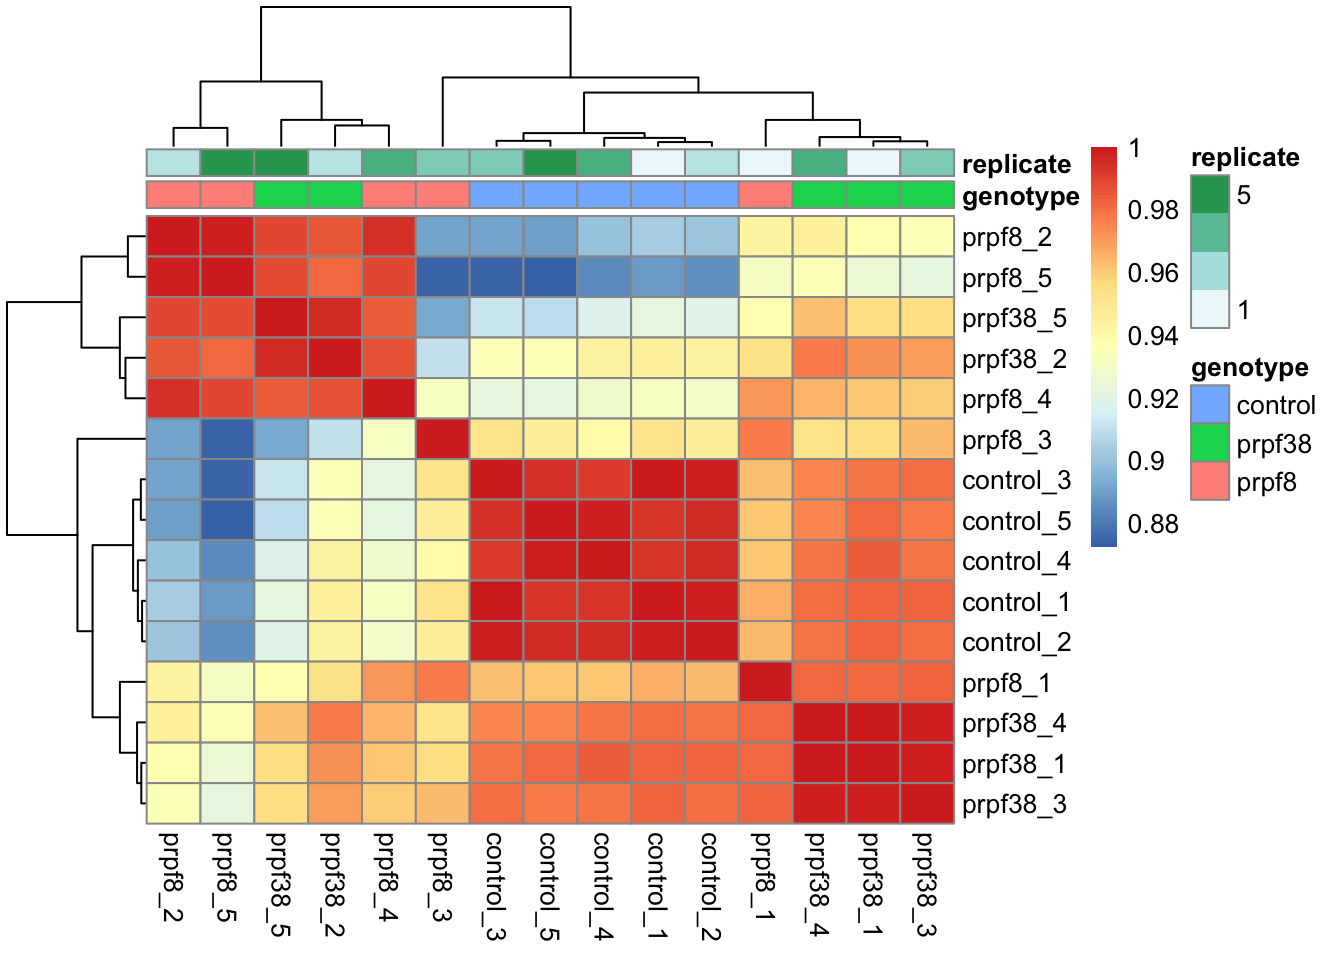 replicate
genotype
prpf8_2
prpf8_5
prpf38_5
prpf38_2
prpf8_4
prpf8_3
control_3
control_5
control_4
control_1
control_2
prpf8_1
prpf38_4
prpf38_1
prpf38_3
prpf8_2
prpf8_5
prpf38_5
prpf38_2
prpf8_4
prpf8_3
control_3
control_5
control_4
control_1
control_2
prpf8_1
prpf38_4
prpf38_1
prpf38_3
1
0.98
0.96
0.94
0.92
0.9
0.88
replicate
5
1
genotype
control
prpf38
prpf8